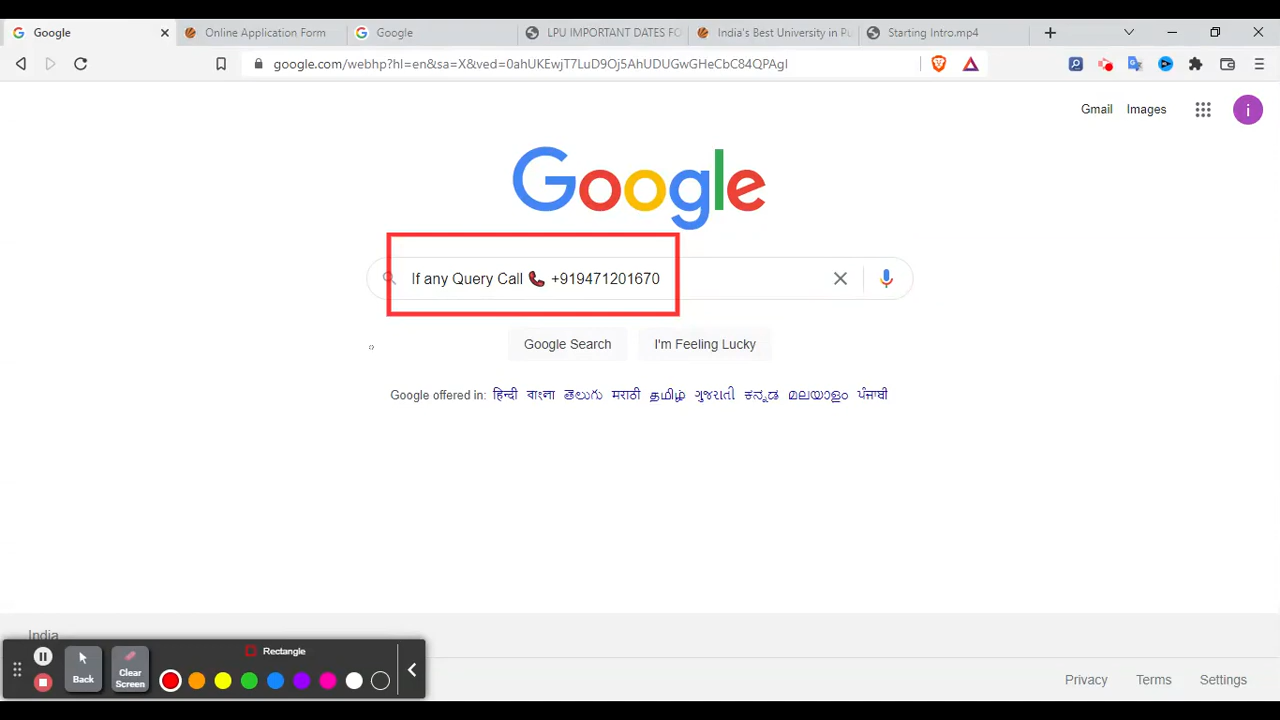 Google
Online Application Form
Google
LPU IMPORTANT DATES FO
India's Best University in Pu
Starting Intro.mp4
google.com/webhp?hl=en&sa=X&ved=0ahUKEwjT7LuD9Oj5AhUDUGwGHeCbC84QPAgI
Gmail
Images
i
Google
If any Query Call 📞 +919471201670
Google Search
I'm Feeling Lucky
Google offered in: हिन्दी বাংলা తెలుగు मराठी தமிழ் ગુજરાતી ಕನ್ನಡ മലയാളം ਪੰਜਾਬੀ
India
Rectangle
Back
Clear
Screen
Privacy
Terms
Settings